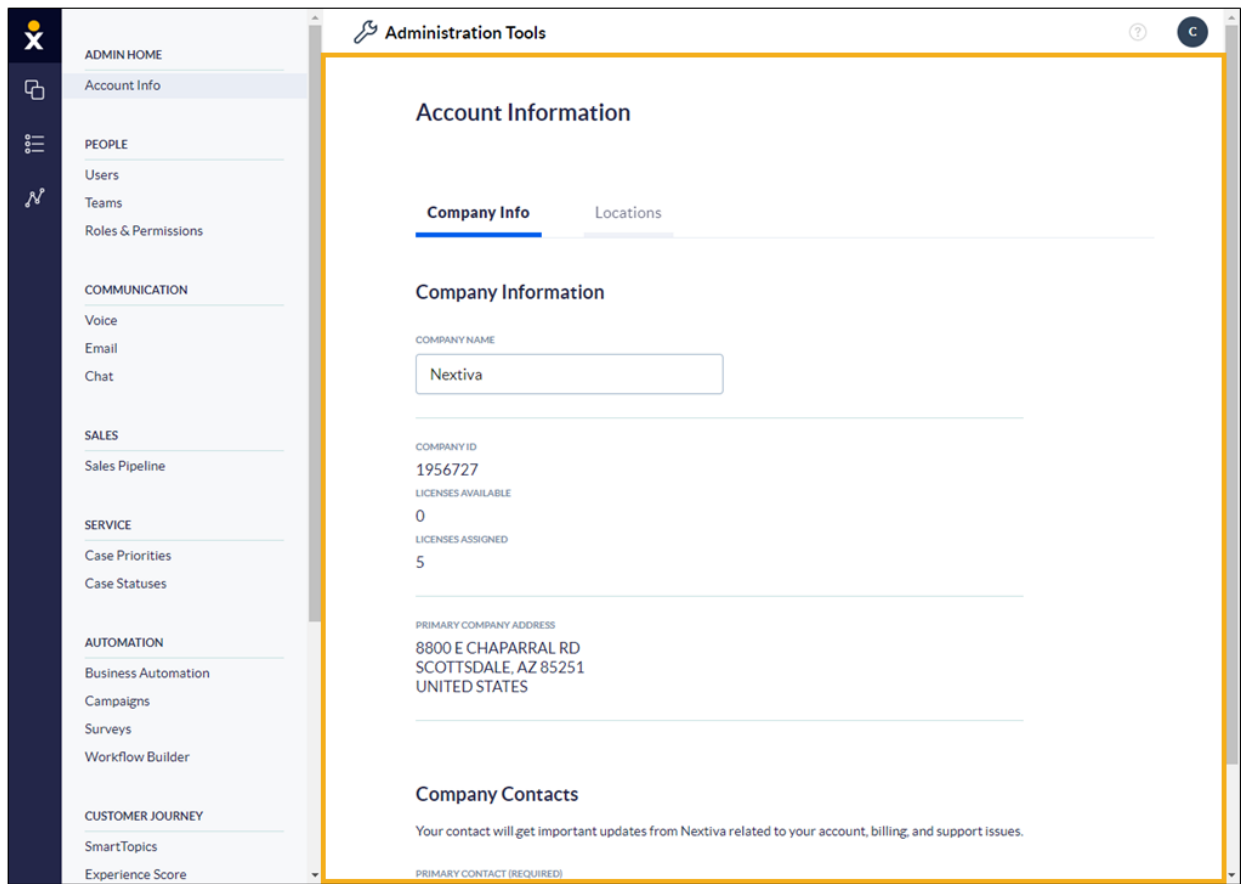 Administration Tools
C
ADMIN HOME
Account Info
PEOPLE
Users
Teams
Roles & Permissions
COMMUNICATION
Voice
Email
Chat
SALES
Sales Pipeline
SERVICE
Case Priorities
Case Statuses
AUTOMATION
Business Automation
Campaigns
Surveys
Workflow Builder
CUSTOMER JOURNEY
SmartTopics
Experience Score
Account Information
Company Info
Locations
Company Information
COMPANY NAME
Nextiva
COMPANY ID
1956727
LICENSES AVAILABLE
0
LICENSES ASSIGNED
5
PRIMARY COMPANY ADDRESS
8800 E CHAPARRAL RD
SCOTTSDALE, AZ 85251
UNITED STATES
Company Contacts
Your contact will get important updates from Nextiva related to your account, billing, and support issues.
PRIMARY CONTACT (REQUIRED)